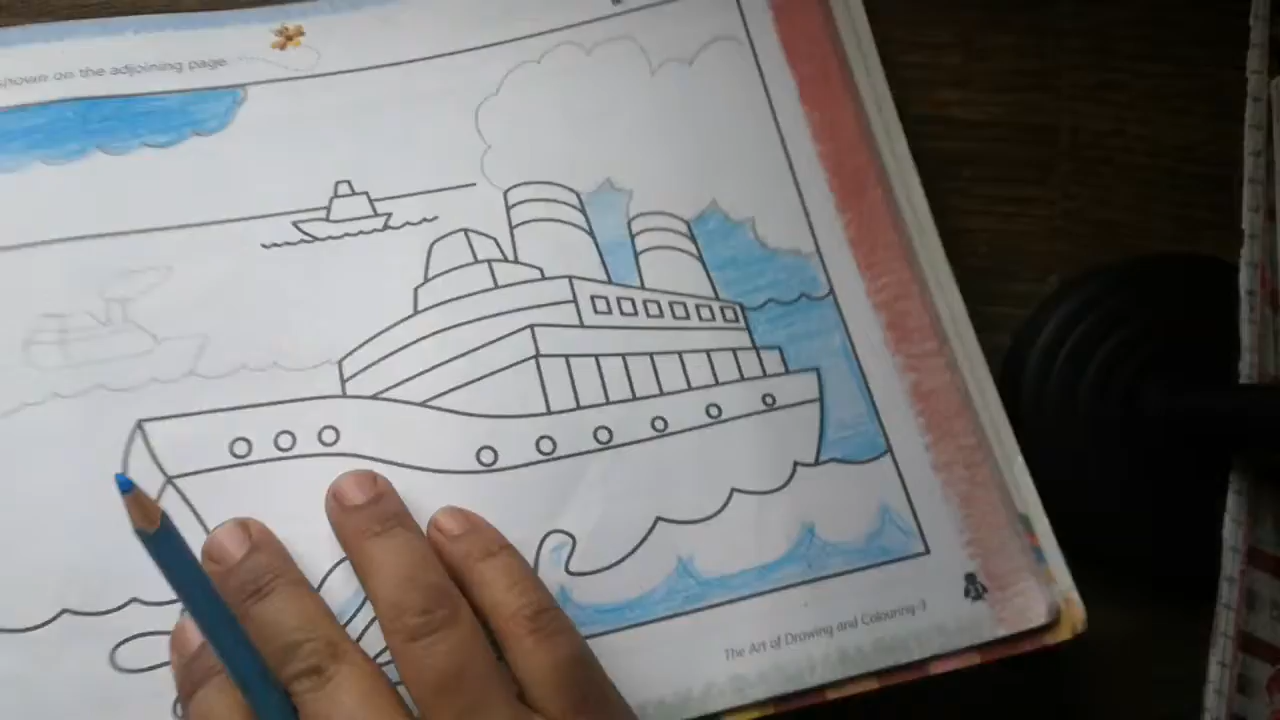 shown on the adjoining page
The Art of Drawing and Colouring-3